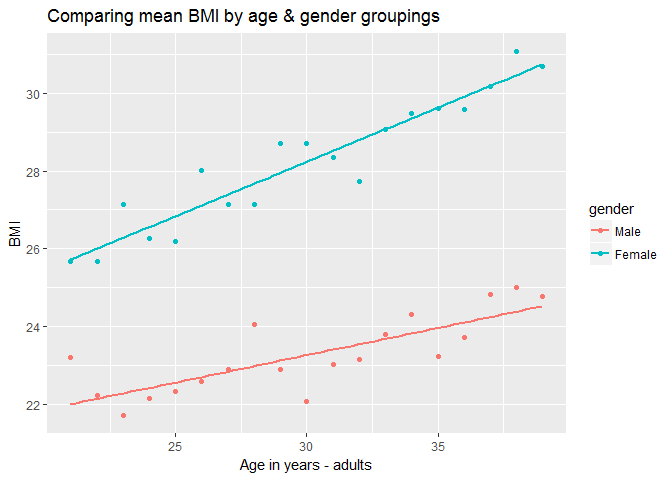 Comparing mean BMI by age & gender groupings
BMI
30
28
26
24
22
25
30
35
Age in years - adults
gender
Male
Female